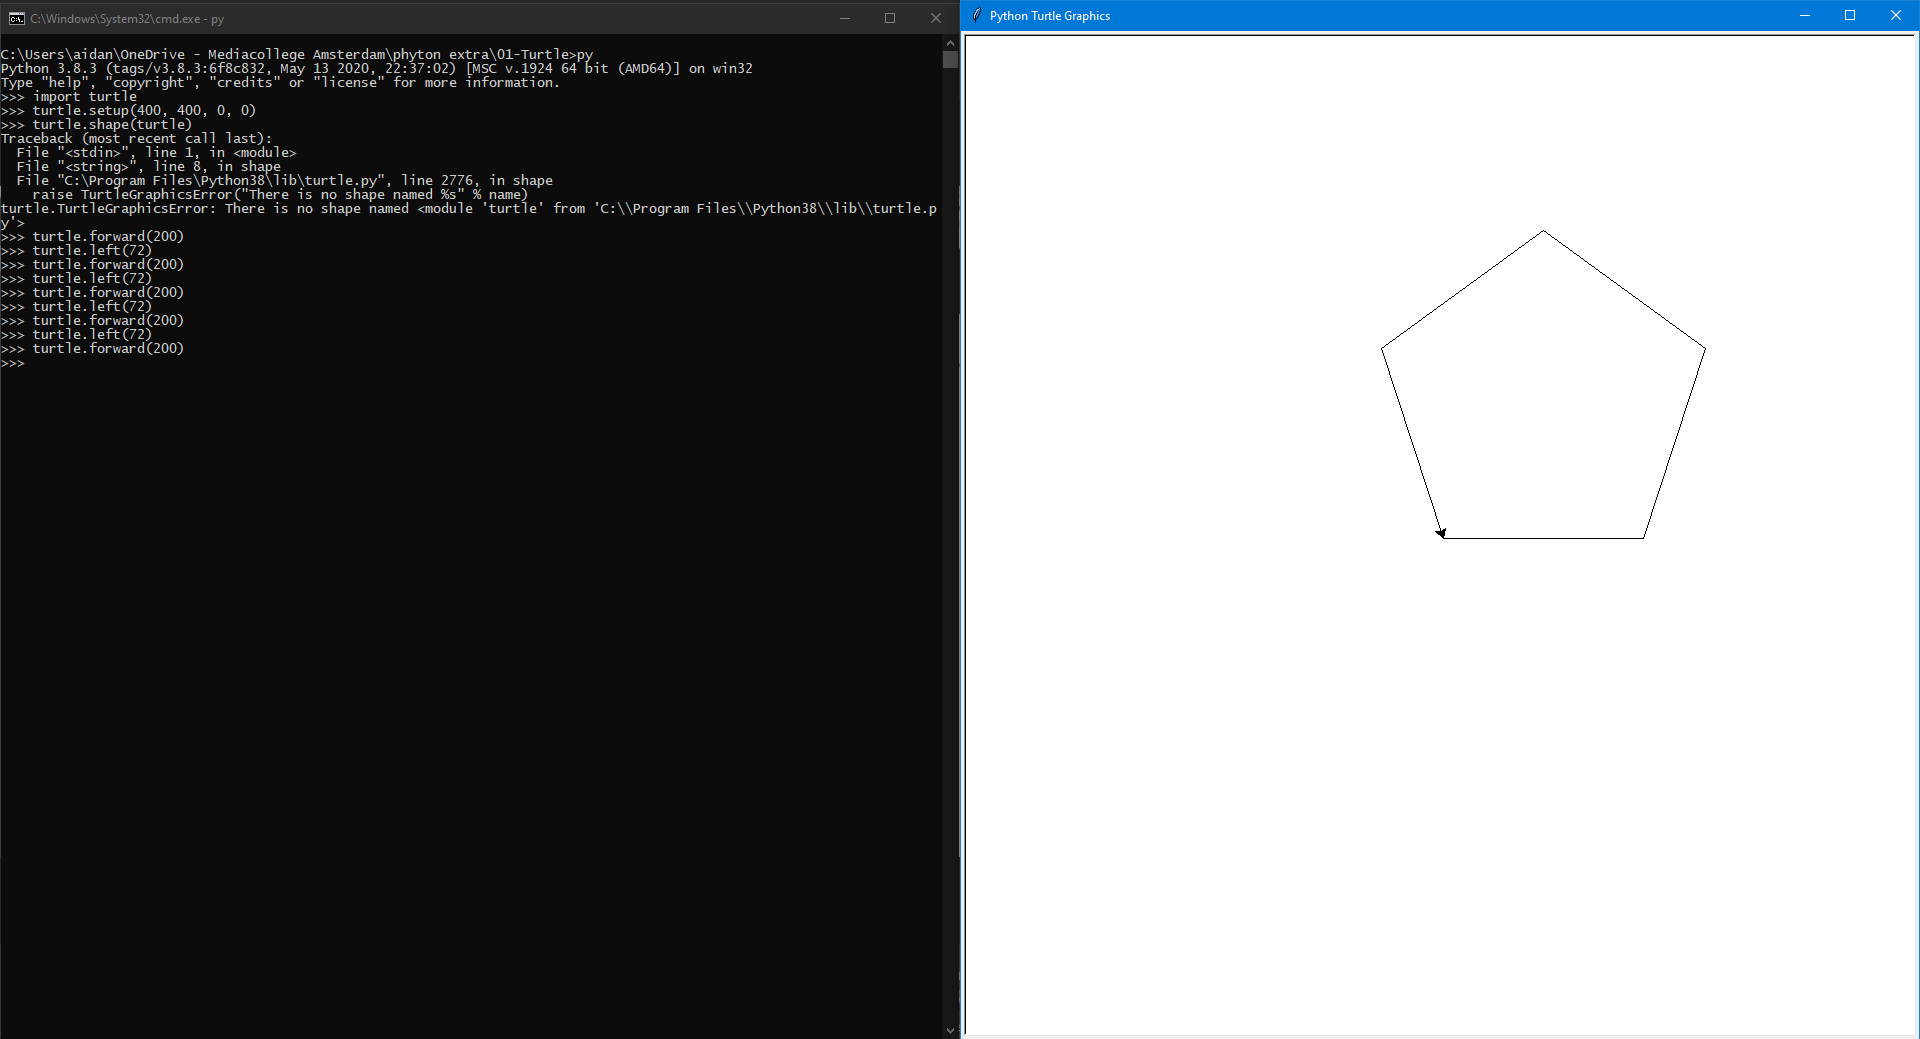 C:\Windows\System32\cmd.exe - py
C:\Users\aidan\OneDrive - Mediacollege Amsterdam\phyton extra\01-Turtle>py
Python 3.8.3 (tags/v3.8.3:6f8c832, May 13 2020, 22:37:02) [MSC v.1924 64 bit (AMD64)] on win32
Type "help", "copyright", "credits" or "license" for more information.
>>> import turtle
>>> turtle.setup(400, 400, 0, 0)
>>> turtle.shape(turtle)
Traceback (most recent call last):
  File "<stdin>", line 1, in <module>
  File "<string>", line 8, in shape
  File "C:\Program Files\Python38\lib\turtle.py", line 2776, in shape
    raise TurtleGraphicsError("There is no shape named %s" % name)
turtle.TurtleGraphicsError: There is no shape named <module 'turtle' from 'C:\\Program Files\\Python38\\lib\\turtle.p
y'>
>>> turtle.forward(200)
>>> turtle.left(72)
>>> turtle.forward(200)
>>> turtle.left(72)
>>> turtle.forward(200)
>>> turtle.left(72)
>>> turtle.forward(200)
>>> turtle.left(72)
>>> turtle.forward(200)
>>>
Python Turtle Graphics